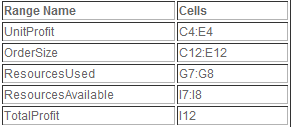 Range Name Cells
UnitProfit C4:E4
OrderSize C12:E12
ResourcesUsed G7:G8
ResourcesAvailable I7:I8
TotalProfit I12